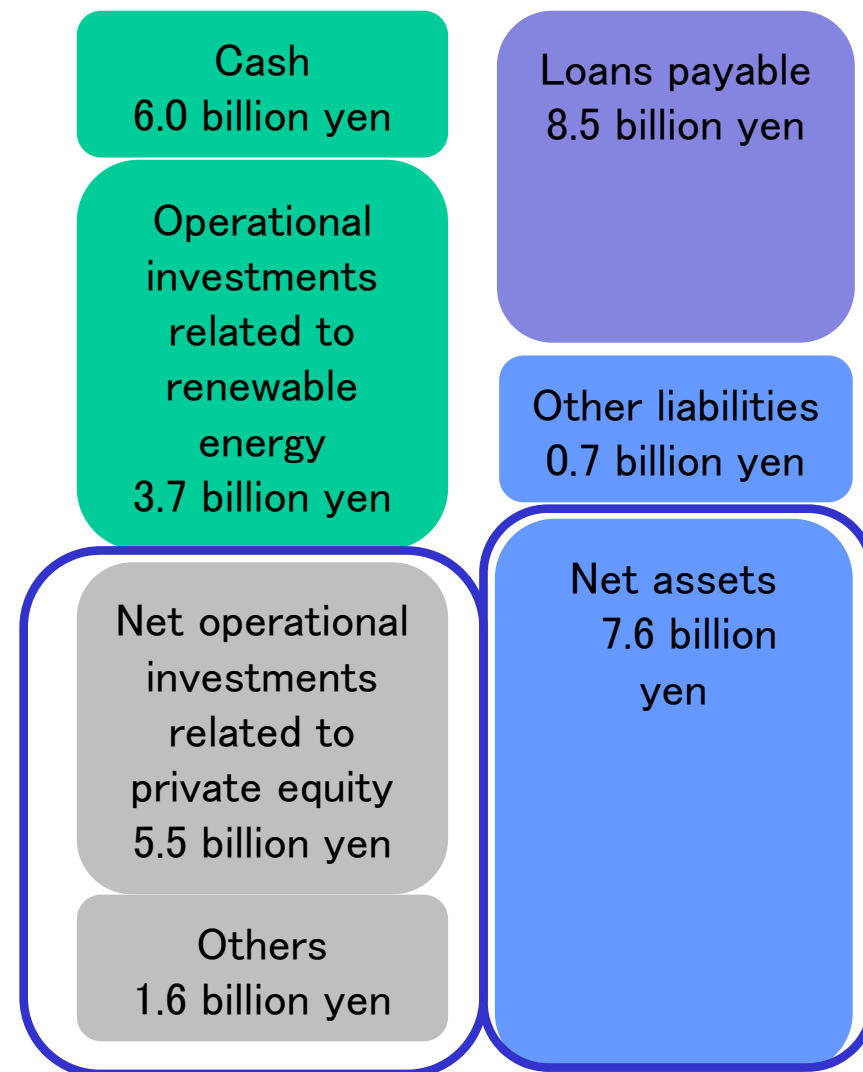 Cash
6.0 billion yen
Operational
investments
related to
renewable
energy
3.7 billion yen
Net operational
investments
related to
private equity
5.5 billion yen
Others
1.6 billion yen
Loans payable
8.5 billion yen
Other liabilities
0.7 billion yen
Net assets
7.6 billion
yen